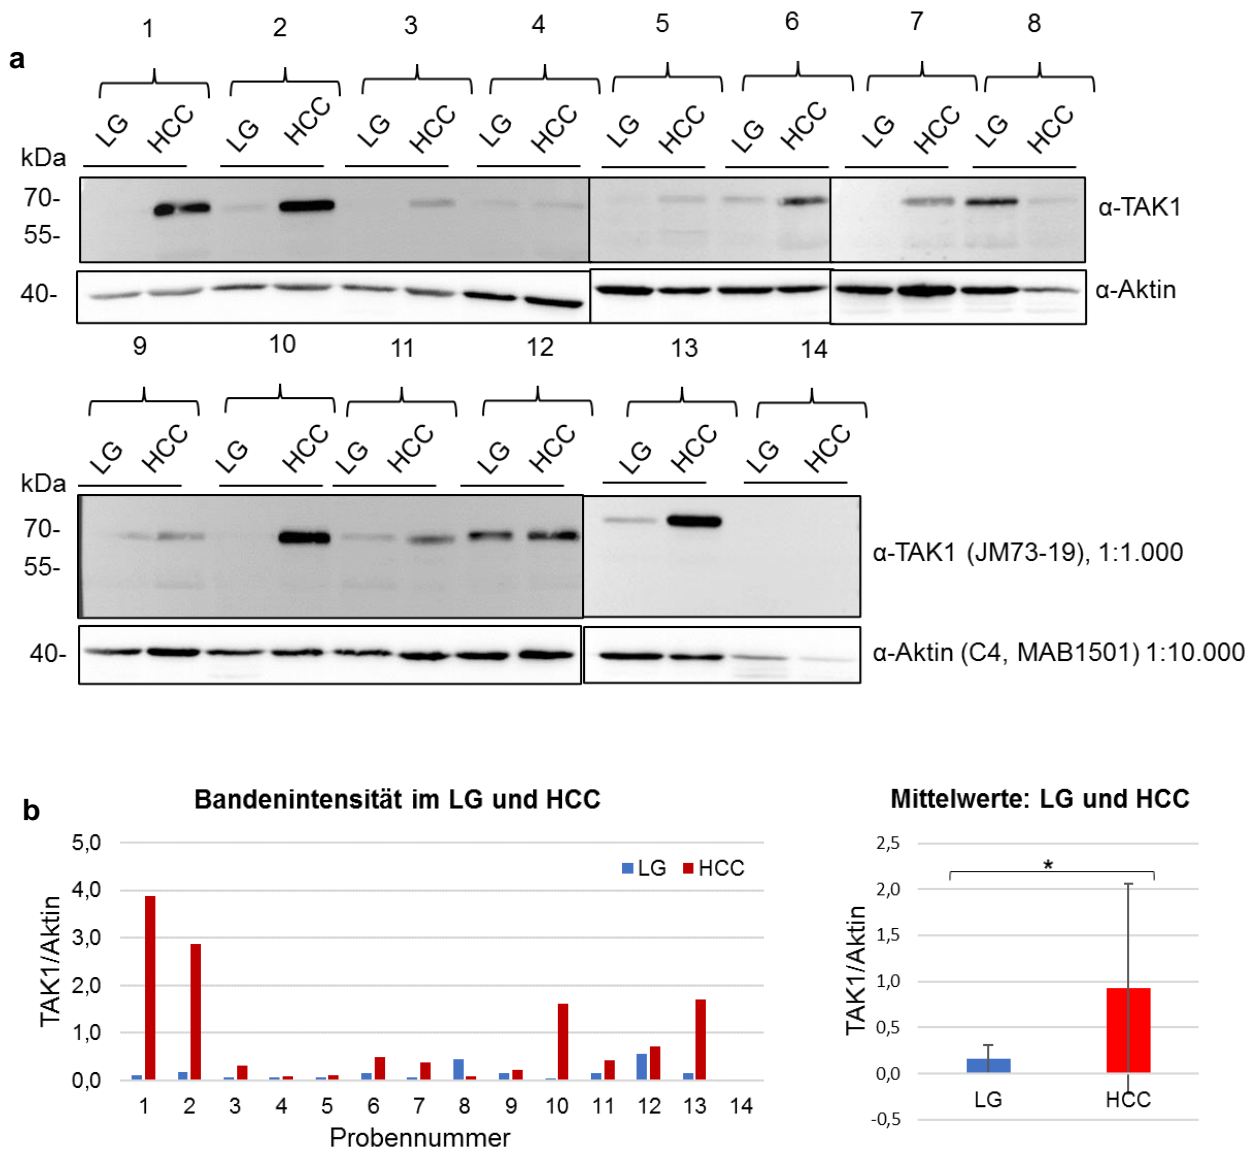 a
1 2 3 4 5 6 7 8
LG HCC LG HCC LG HCC LG HCC LG HCC LG HCC LG HCC LG HCC
kDa
70-
55-
α-TAK1
40-
α-Aktin
9 10 11 12 13 14
LG HCC LG HCC LG HCC LG HCC LG HCC LG HCC
kDa
70-
55-
α-TAK1 (JM73-19), 1:1.000
40-
α-Aktin (C4, MAB1501) 1:10.000
b
Bandenintensität im LG und HCC
5,0
4,0
3,0
2,0
1,0
0,0
TAK1/Aktin
LG HCC
1 2 3 4 5 6 7 8 9 10 11 12 13 14
Probennummer
Mittelwerte: LG und HCC
2,5
2,0
1,5
1,0
0,5
0,0
-0,5
TAK1/Aktin
*
LG HCC